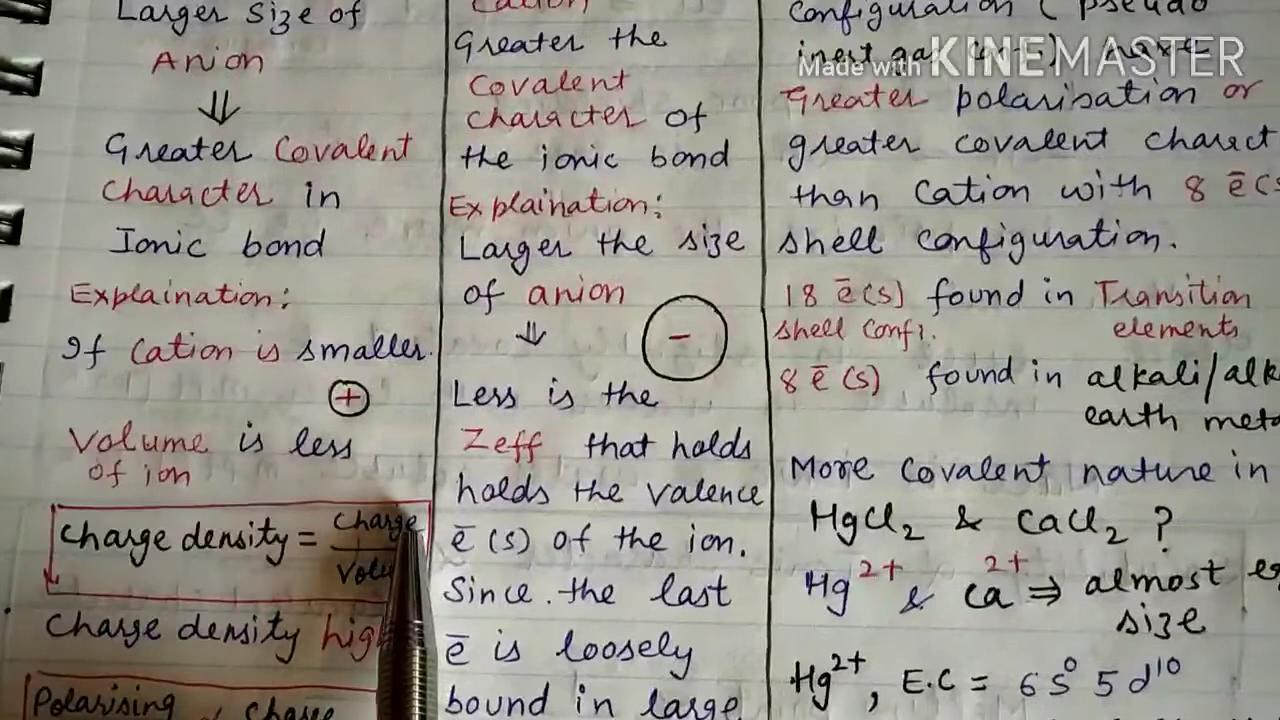 Larger Size of
Anion
⇓
Greater Covalent
Character in
Ionic bond
Explaination:
If Cation is smaller.
+
Volume is less
of ion
Charge density = Charge
Charge density
Polarising
Cation,
Greater the
Covalent
Character of
the ionic bond
Explaination:
Larger the size
of anion
⇓
-
Less is the
Zeff that holds
holds the valence
ē (s) of the ion.
Since the last
ē is loosely
bound in large
Configuration (Pseudo
inert gas
Greater polarisation or
greater covalent charact
than Cation with 8 ē(s
shell configuration.
18 ē(s) found in Transition
shell Confi. elements
8 ē(s) found in alkali/alk
earth met
More Covalent nature in
HgCl2 & CaCl2 ?
Hg2+ & Ca2+ ⇒ almost
size
Hg2+, E.C = 6S0 5d10
Made with KINEMASTER